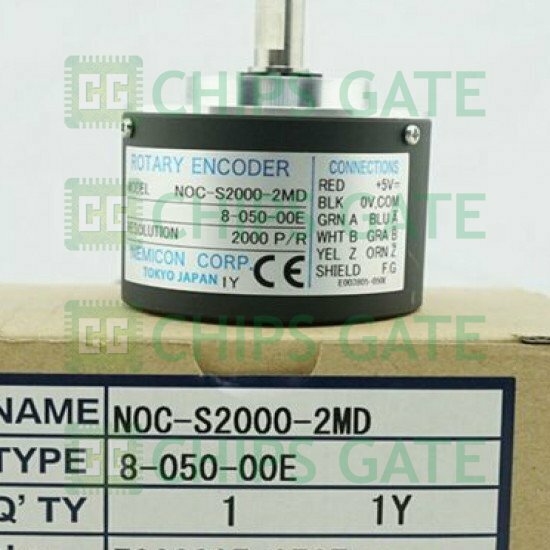 CHIPS GATE
ROTARY ENCODER
MODEL NOC-S2000-2MD
8-050-00E
RESOLUTION 2000 P/R
NEMICON CORP.
TOKYO JAPAN 1Y
CE
CONNECTIONS
RED +5V
BLK 0V,COM
GRN A BLU A̅
WHT B GRA B̅
YEL Z ORN Z̅
SHIELD F.G
CHIPS GATE
CHIPS GATE
NAME NOC-S2000-2MD
TYPE 8-050-00E
Q'TY 1 1Y
CHIPS GATE